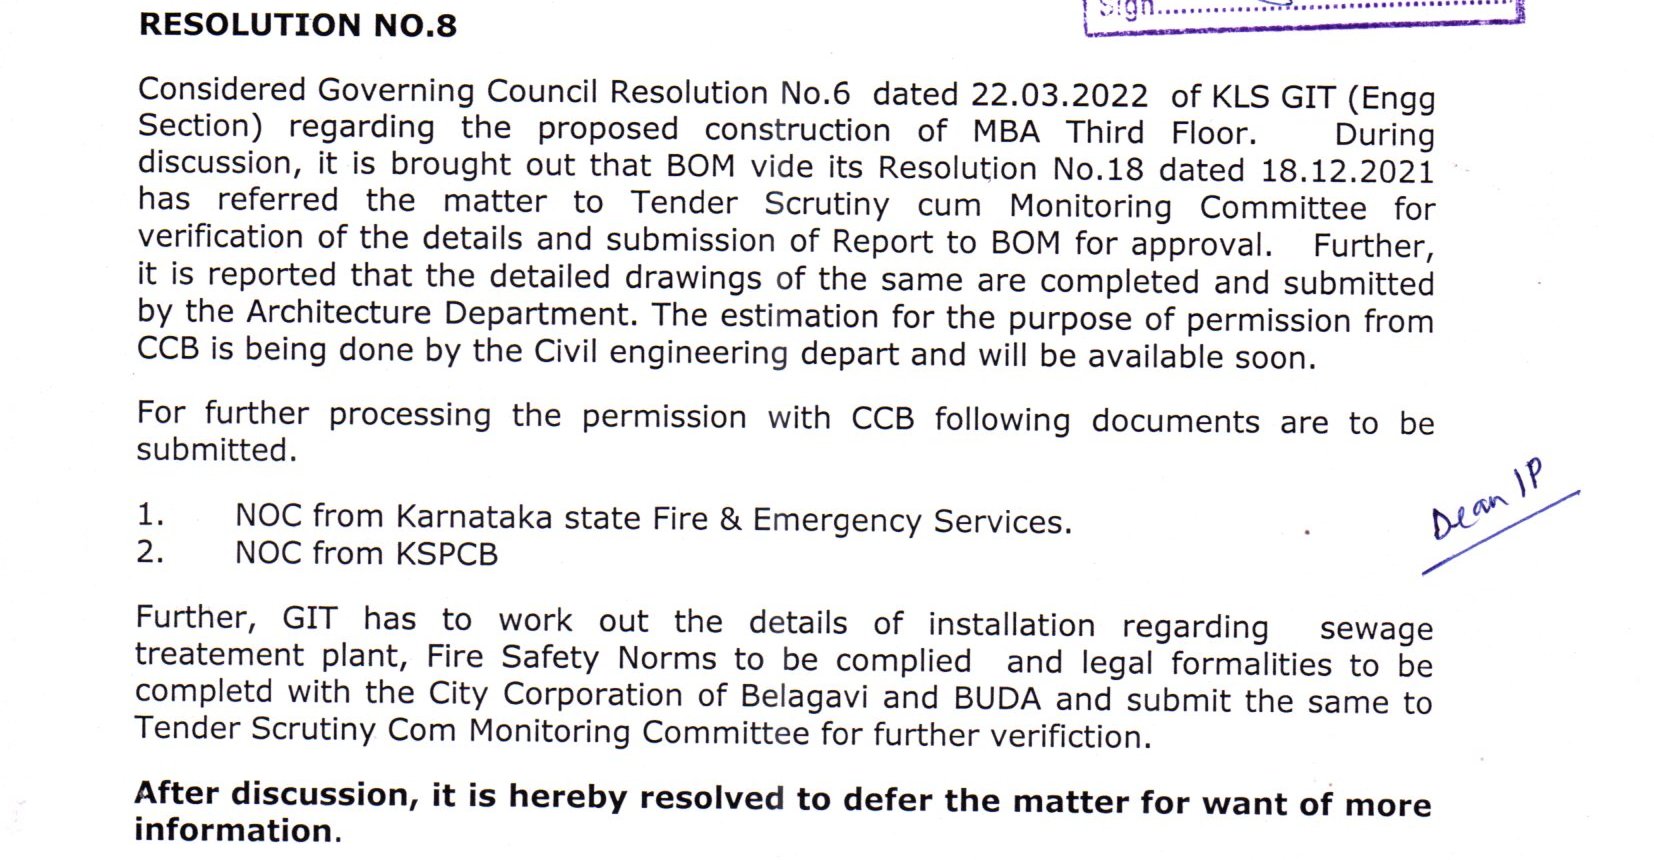 Sign
RESOLUTION NO.8
Considered Governing Council Resolution No.6 dated 22.03.2022 of KLS GIT (Engg
Section) regarding the proposed construction of MBA Third Floor. During
discussion, it is brought out that BOM vide its Resolution No.18 dated 18.12.2021
has referred the matter to Tender Scrutiny cum Monitoring Committee for
verification of the details and submission of Report to BOM for approval. Further,
it is reported that the detailed drawings of the same are completed and submitted
by the Architecture Department. The estimation for the purpose of permission from
CCB is being done by the Civil engineering depart and will be available soon.
For further processing the permission with CCB following documents are to be
submitted.
1. NOC from Karnataka state Fire & Emergency Services.
2. NOC from KSPCB
Dean IP
Further, GIT has to work out the details of installation regarding sewage
treatement plant, Fire Safety Norms to be complied and legal formalities to be
completd with the City Corporation of Belagavi and BUDA and submit the same to
Tender Scrutiny Com Monitoring Committee for further verifiction.
After discussion, it is hereby resolved to defer the matter for want of more
information.